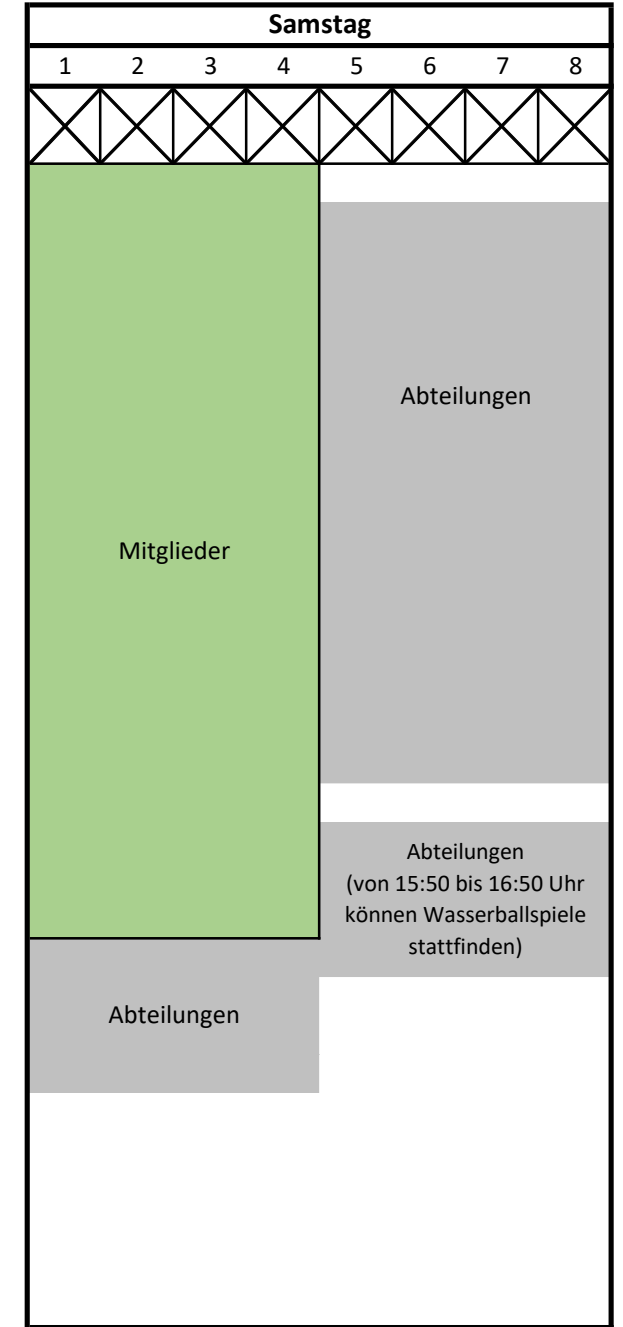 Samstag
1 2 3 4 5 6 7 8
Abteilungen
Mitglieder
Abteilungen
(von 15:50 bis 16:50 Uhr
können Wasserballspiele
stattfinden)
Abteilungen